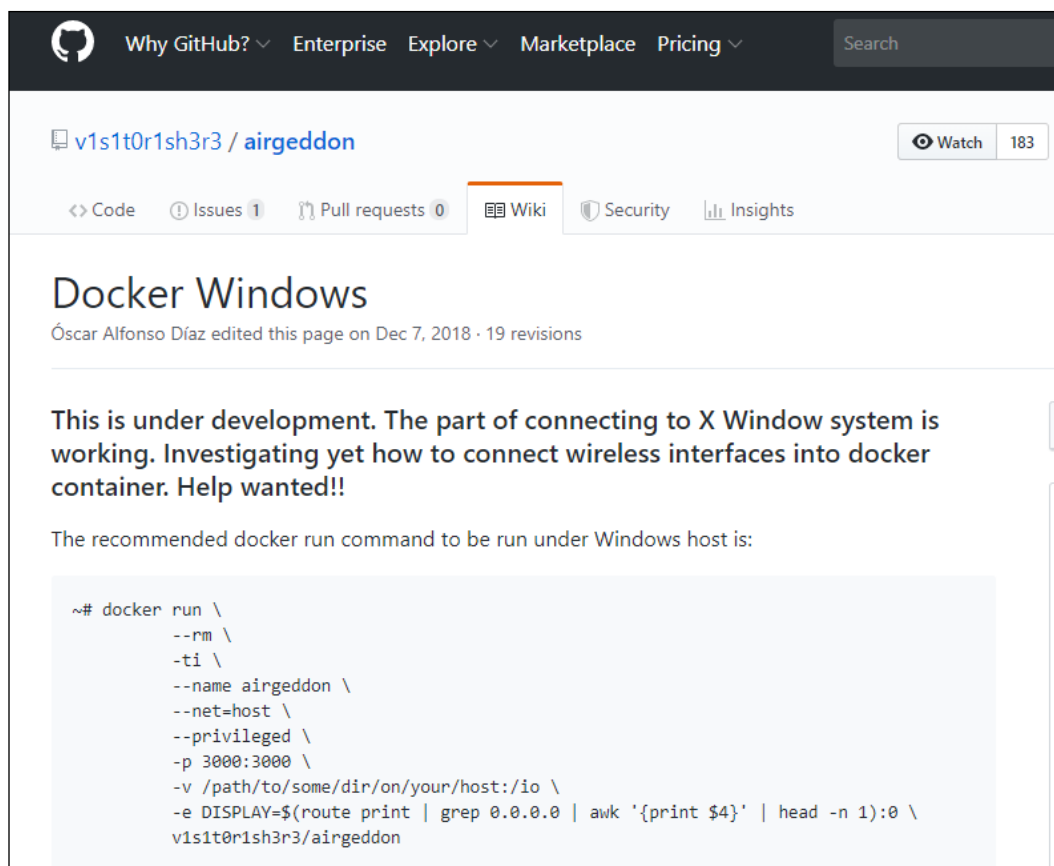 Why GitHub? Enterprise Explore Marketplace Pricing Search
v1s1t0r1sh3r3 / airgeddon Watch 183
<> Code Issues 1 Pull requests 0 Wiki Security Insights
Docker Windows
Óscar Alfonso Díaz edited this page on Dec 7, 2018 · 19 revisions
This is under development. The part of connecting to X Window system is
working. Investigating yet how to connect wireless interfaces into docker
container. Help wanted!!
The recommended docker run command to be run under Windows host is:
~# docker run \
--rm \
-ti \
--name airgeddon \
--net=host \
--privileged \
-p 3000:3000 \
-v /path/to/some/dir/on/your/host:/io \
-e DISPLAY=$(route print | grep 0.0.0.0 | awk '{print $4}' | head -n 1):0 \
v1s1t0r1sh3r3/airgeddon